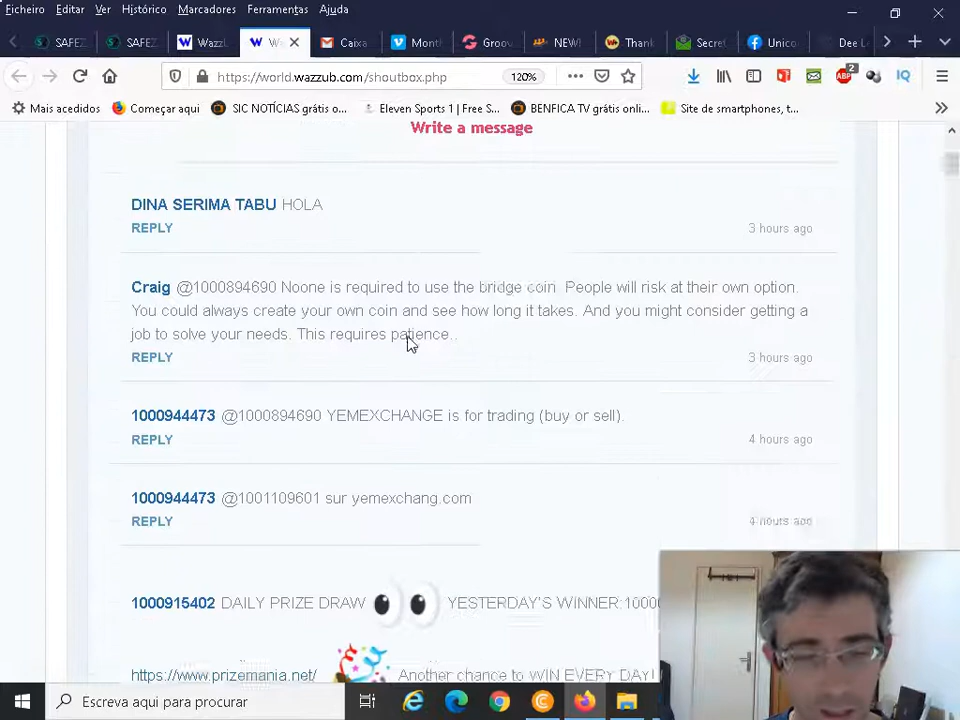 Ficheiro Editar Ver Histórico Marcadores Ferramentas Ajuda
SAFEZ SAFEZ Wazzl W Caixa Month Groov NEW! Thank Secret Unico Dee L
https://world.wazzub.com/shoutbox.php 120% ABP 2 IQ
Mais acedidos Começar aqui SIC NOTÍCIAS grátis o... Eleven Sports 1 | Free S... BENFICA TV grátis onli... Site de smartphones, t...
Write a message
DINA SERIMA TABU HOLA
REPLY 3 hours ago
Craig @1000894690 Noone is required to use the bridge coin. People will risk at their own option.
You could always create your own coin and see how long it takes. And you might consider getting a
job to solve your needs. This requires patience..
REPLY 3 hours ago
1000944473 @1000894690 YEMEXCHANGE is for trading (buy or sell).
REPLY 4 hours ago
1000944473 @1001109601 sur yemexchang.com
REPLY 4 hours ago
1000915402 DAILY PRIZE DRAW YESTERDAY'S WINNER:10000
https://www.prizemania.net/ Another chance to WIN EVERY DAY!
Escreva aqui para procurar